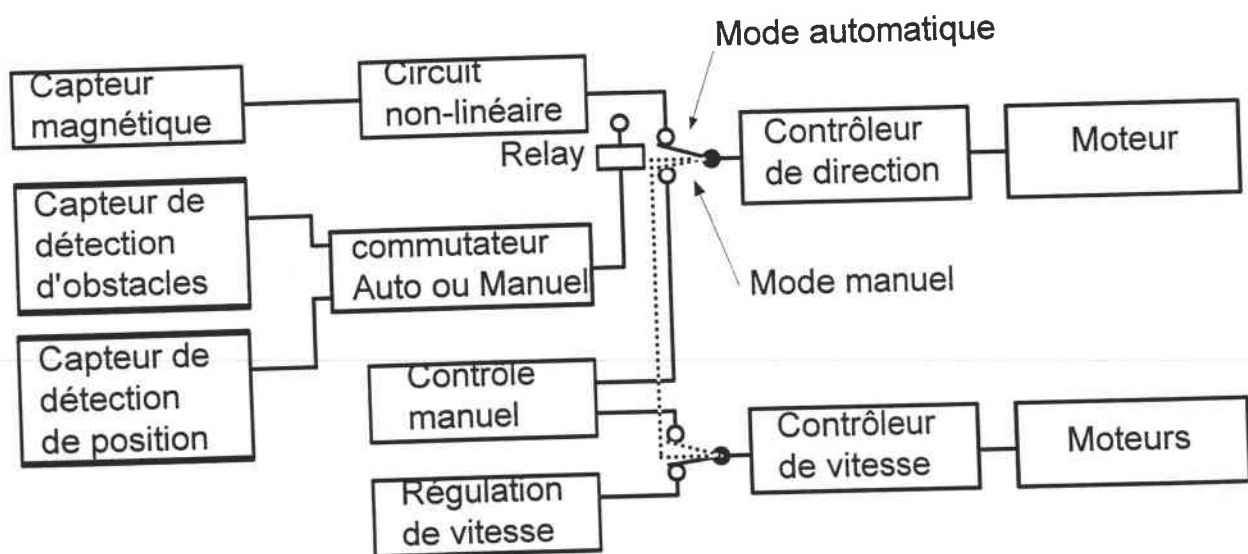 Mode automatique
Capteur
magnétique
Circuit
non-linéaire
Relay
Contrôleur
de direction
Moteur
Capteur de
détection
d'obstacles
commutateur
Auto ou Manuel
Mode manuel
Capteur de
détection
de position
Contrôle
manuel
Contrôleur
de vitesse
Moteurs
Régulation
de vitesse